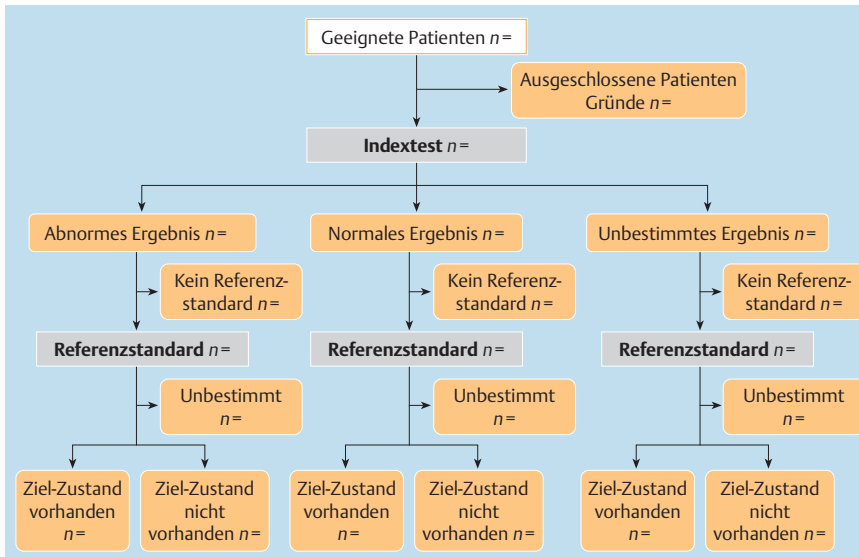 Geeignete Patienten n=
Ausgeschlossene Patienten
Gründe n=
Indextest n=
Abnormes Ergebnis n=
Normales Ergebnis n=
Unbestimmtes Ergebnis n=
Kein Referenz-
standard n=
Kein Referenz-
standard n=
Kein Referenz-
standard n=
Referenzstandard n=
Referenzstandard n=
Referenzstandard n=
Unbestimmt
n=
Unbestimmt
n=
Unbestimmt
n=
Ziel-Zustand
vorhanden
n=
Ziel-Zustand
nicht
vorhanden n=
Ziel-Zustand
vorhanden
n=
Ziel-Zustand
nicht
vorhanden n=
Ziel-Zustand
vorhanden
n=
Ziel-Zustand
nicht
vorhanden n=